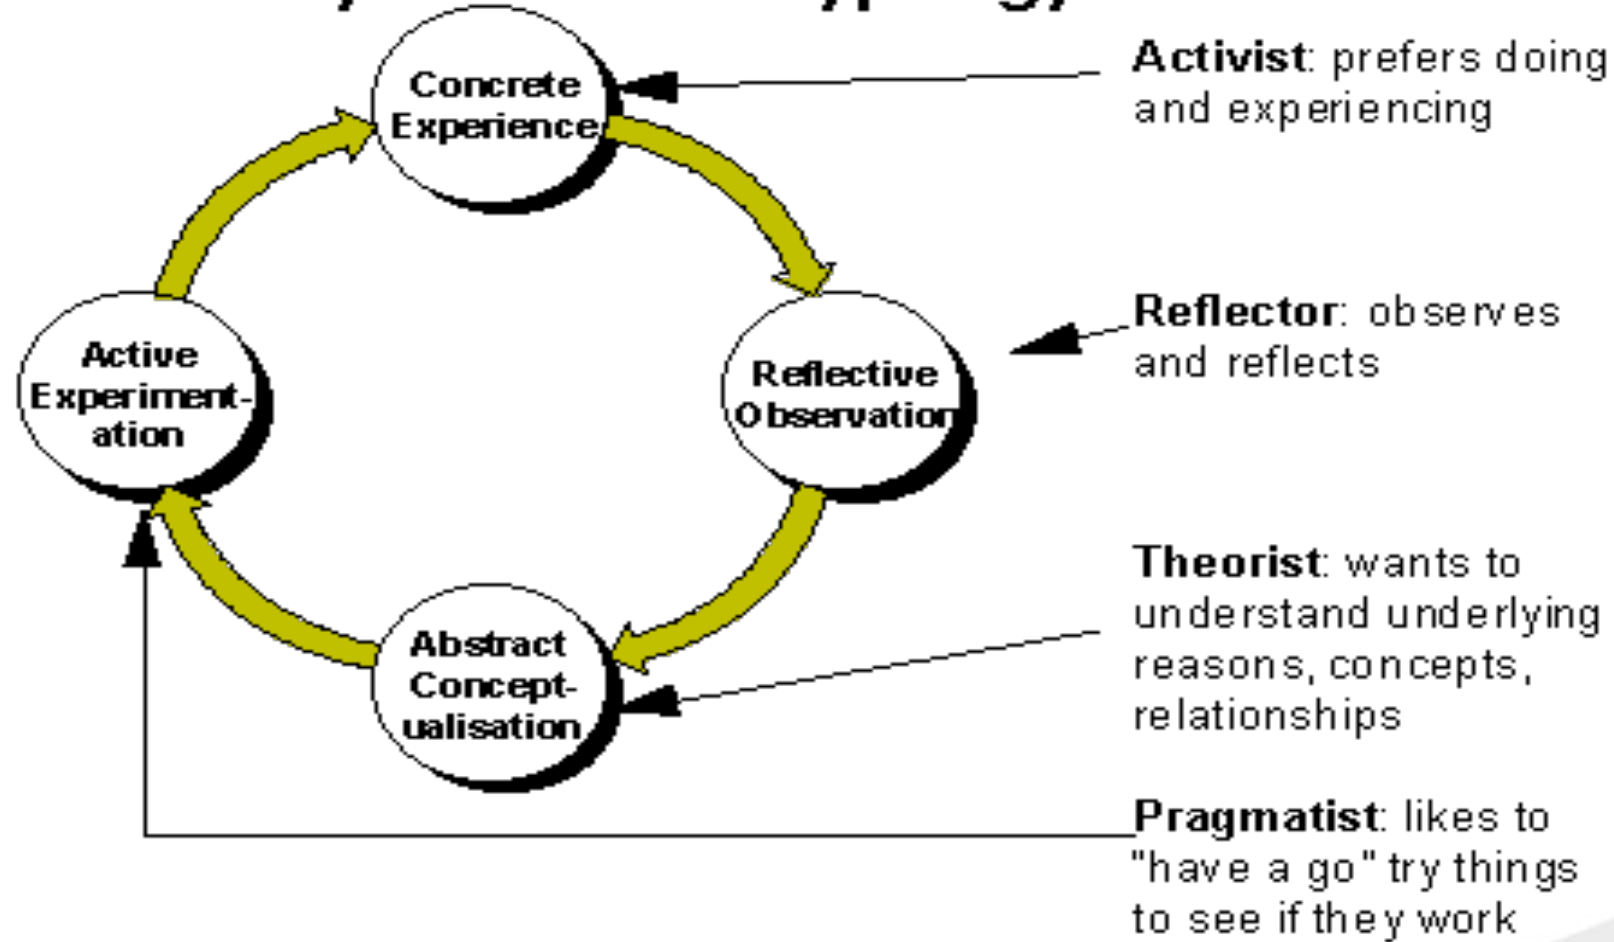 Concrete
Experience
Activist: prefers doing
and experiencing
Active
Experiment-
ation
Reflective
Observation
Reflector: observes
and reflects
Abstract
Concept-
ualisation
Theorist: wants to
understand underlying
reasons, concepts,
relationships
Pragmatist: likes to
"have a go" try things
to see if they work